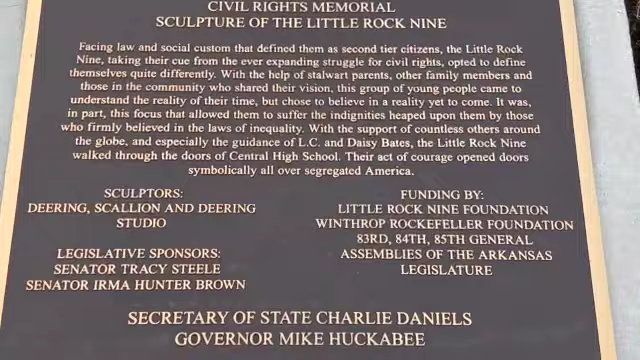 CIVIL RIGHTS MEMORIAL
SCULPTURE OF THE LITTLE ROCK NINE
Facing law and social custom that defined them as second tier citizens, the Little Rock
Nine, taking their cue from the ever expanding struggle for civil rights, opted to define
themselves quite differently. With the help of stalwart parents, other family members and
those in the community who shared their vision, this group of young people came to
understand the reality of their time, but chose to believe in a reality yet to come. It was,
in part, this focus that allowed them to suffer the indignities heaped upon them by those
who firmly believed in the laws of inequality. With the support of countless others around
the globe, and especially the guidance of L.C. and Daisy Bates, the Little Rock Nine
walked through the doors of Central High School. Their act of courage opened doors
symbolically all over segregated America.
SCULPTORS:
DEERING, SCALLION AND DEERING
STUDIO
LEGISLATIVE SPONSORS:
SENATOR TRACY STEELE
SENATOR IRMA HUNTER BROWN
FUNDING BY:
LITTLE ROCK NINE FOUNDATION
WINTHROP ROCKEFELLER FOUNDATION
83RD, 84TH, 85TH GENERAL
ASSEMBLIES OF THE ARKANSAS
LEGISLATURE
SECRETARY OF STATE CHARLIE DANIELS
GOVERNOR MIKE HUCKABEE